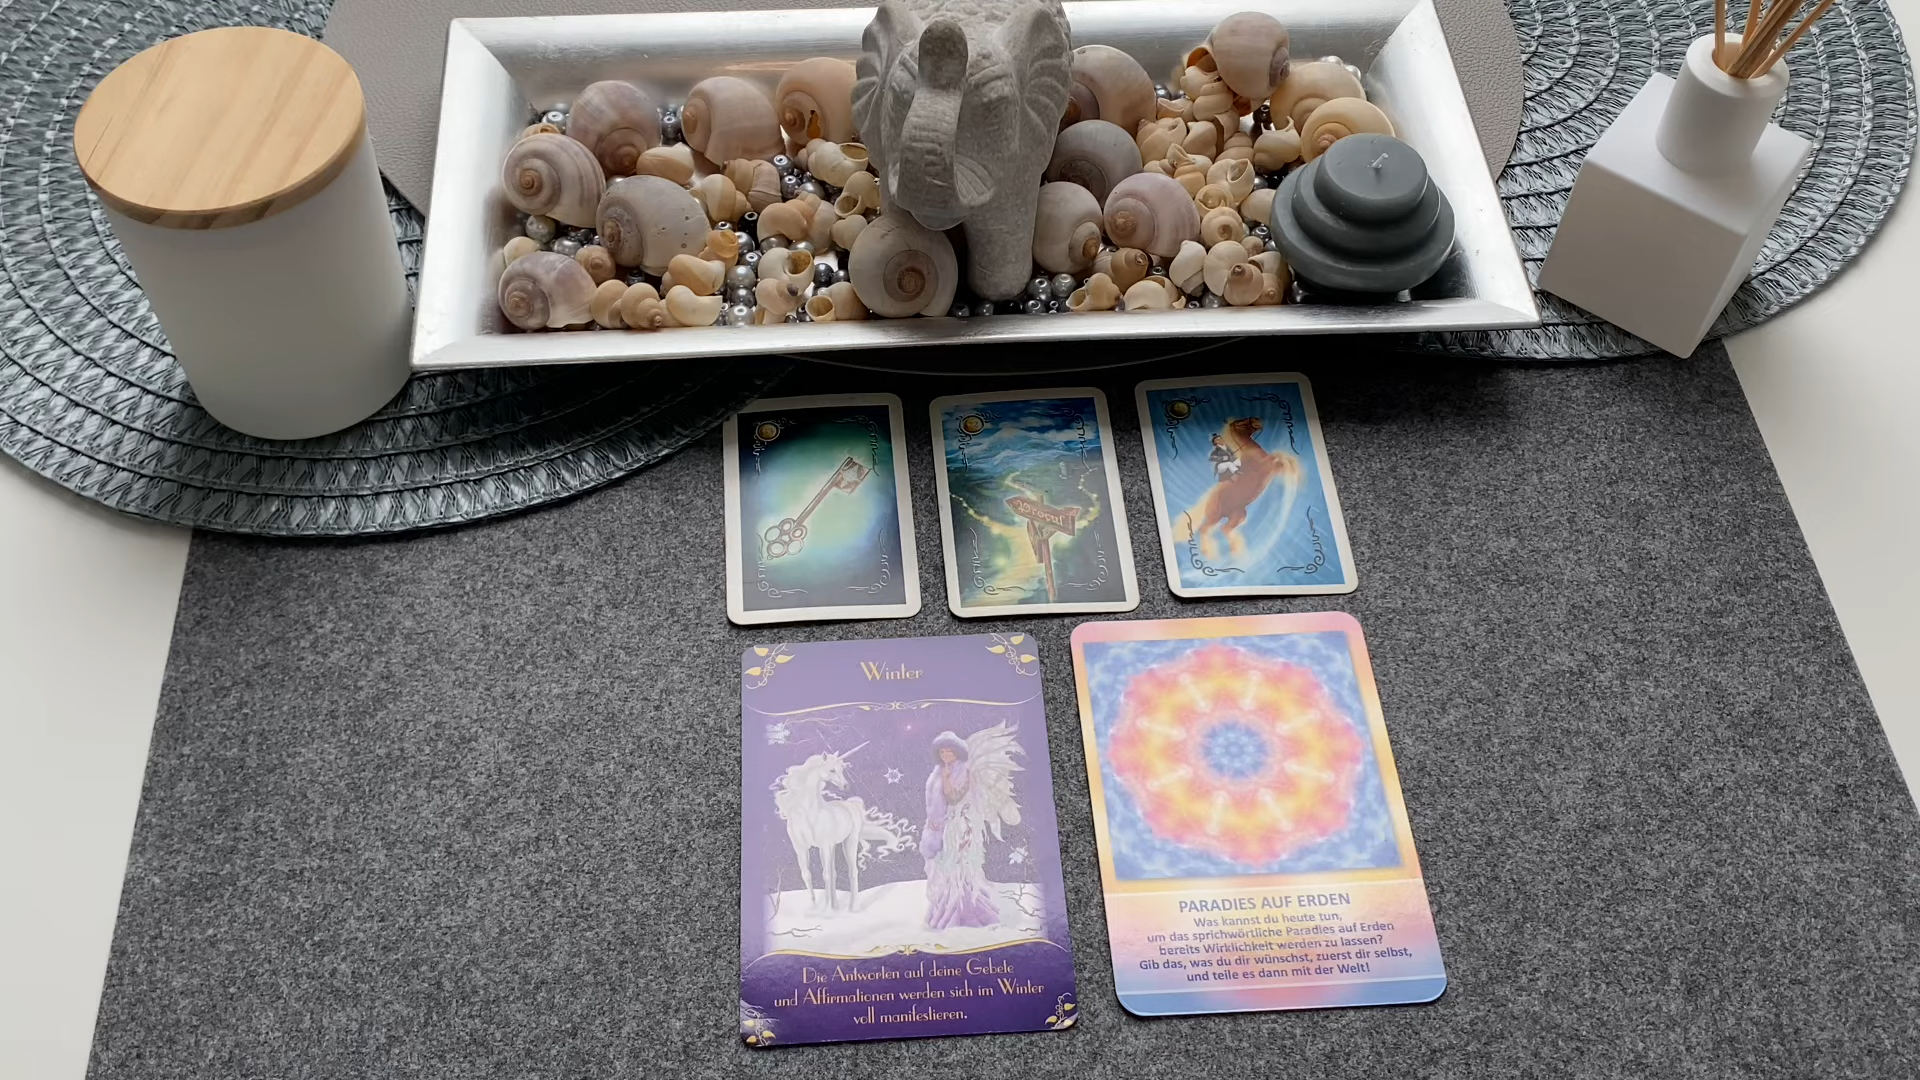 Procul
Winter
Die Antworten auf deine Gebete
und Affirmationen werden sich im Winter
voll manifestieren.
PARADIES AUF ERDEN
Was kannst du heute tun,
um das sprichwörtliche Paradies auf Erden
bereits Wirklichkeit werden zu lassen?
Gib das, was du dir wünschst, zuerst dir selbst,
und teile es dann mit der Welt!